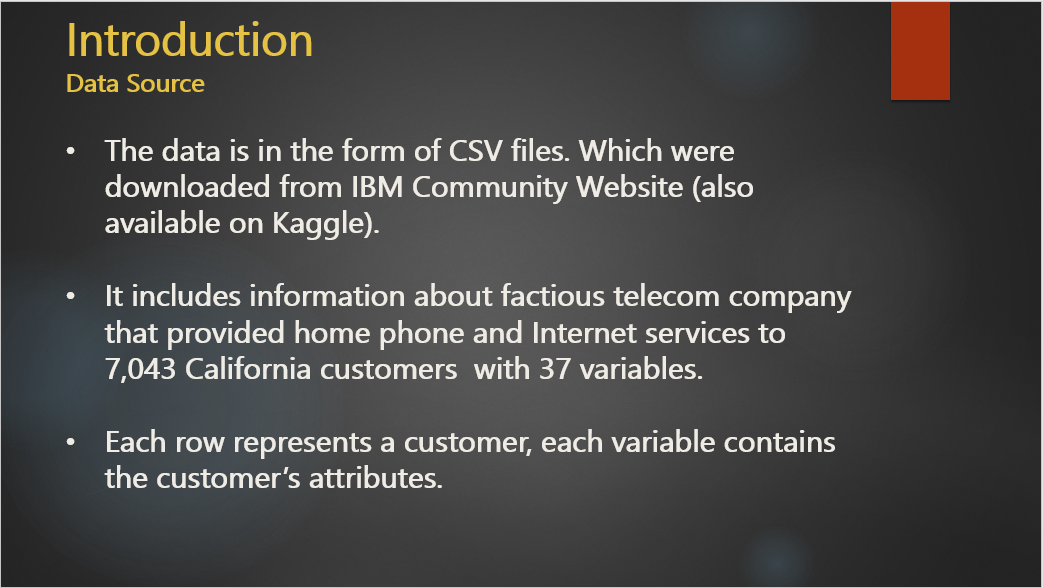 Introduction
Data Source
• The data is in the form of CSV files. Which were
downloaded from IBM Community Website (also
available on Kaggle).
• It includes information about factious telecom company
that provided home phone and Internet services to
7,043 California customers  with 37 variables.
• Each row represents a customer, each variable contains
the customer’s attributes.